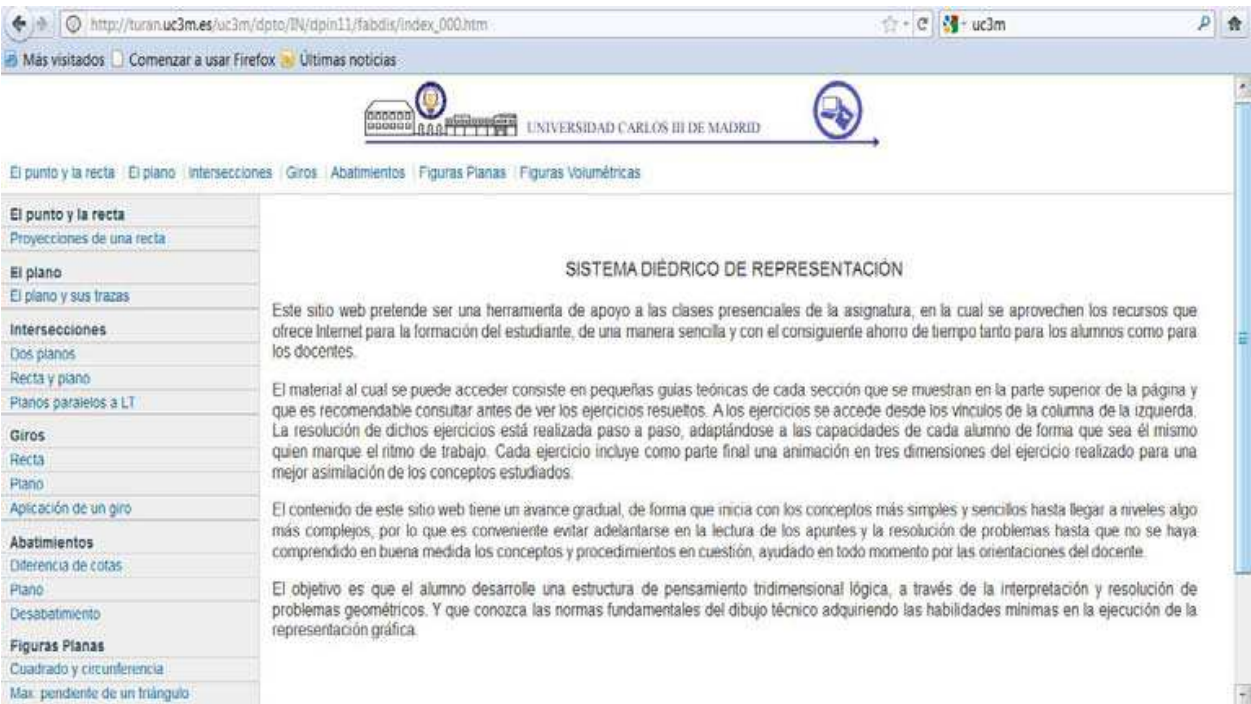 http://turan.uc3m.es/uc3m/dpto/IN/dpin11/fabdis/index_000.htm
uc3m
Más visitados Comenzar a usar Firefox Últimas noticias
UNIVERSIDAD CARLOS III DE MADRID
El punto y la recta El plano Intersecciones Giros Abatimientos Figuras Planas Figuras Volumétricas
El punto y la recta
Proyecciones de una recta
El plano
El plano y sus trazas
Intersecciones
Dos planos
Recta y plano
Planos paralelos a LT
Giros
Recta
Plano
Aplicación de un giro
Abatimientos
Diferencia de cotas
Plano
Desabatimiento
Figuras Planas
Cuadrado y circunferencia
Max. pendiente de un triángulo
SISTEMA DIÉDRICO DE REPRESENTACIÓN
Este sitio web pretende ser una herramienta de apoyo a las clases presenciales de la asignatura, en la cual se aprovechen los recursos que
ofrece Internet para la formación del estudiante, de una manera sencilla y con el consiguiente ahorro de tiempo tanto para los alumnos como para
los docentes.
El material al cual se puede acceder consiste en pequeñas guías teóricas de cada sección que se muestran en la parte superior de la página y
que es recomendable consultar antes de ver los ejercicios resueltos. A los ejercicios se accede desde los vínculos de la columna de la izquierda.
La resolución de dichos ejercicios está realizada paso a paso, adaptándose a las capacidades de cada alumno de forma que sea él mismo
quien marque el ritmo de trabajo. Cada ejercicio incluye como parte final una animación en tres dimensiones del ejercicio realizado para una
mejor asimilación de los conceptos estudiados.
El contenido de este sitio web tiene un avance gradual, de forma que inicia con los conceptos más simples y sencillos hasta llegar a niveles algo
más complejos, por lo que es conveniente evitar adelantarse en la lectura de los apuntes y la resolución de problemas hasta que no se haya
comprendido en buena medida los conceptos y procedimientos en cuestión, ayudado en todo momento por las orientaciones del docente.
El objetivo es que el alumno desarrolle una estructura de pensamiento tridimensional lógica, a través de la interpretación y resolución de
problemas geométricos. Y que conozca las normas fundamentales del dibujo técnico adquiriendo las habilidades mínimas en la ejecución de la
representación gráfica.